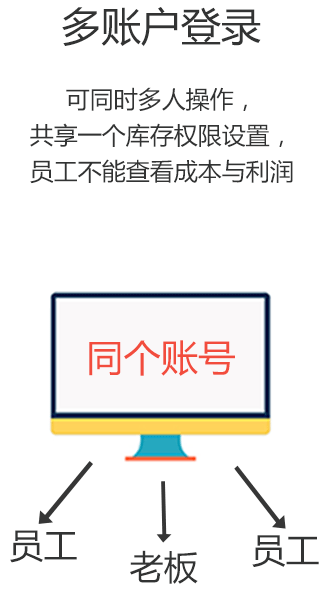 多账户登录
可同时多人操作，
共享一个库存权限设置，
员工不能查看成本与利润
同个账号
员工
老板
员工